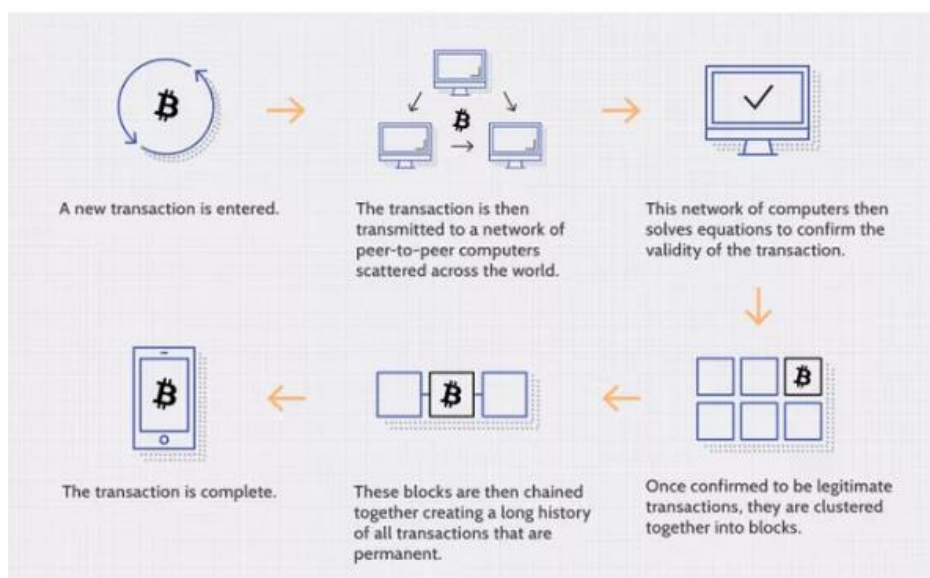 A new transaction is entered.
The transaction is then
transmitted to a network of
peer-to-peer computers
scattered across the world.
This network of computers then
solves equations to confirm the
validity of the transaction.
Once confirmed to be legitimate
transactions, they are clustered
together into blocks.
These blocks are then chained
together creating a long history
of all transactions that are
permanent.
The transaction is complete.